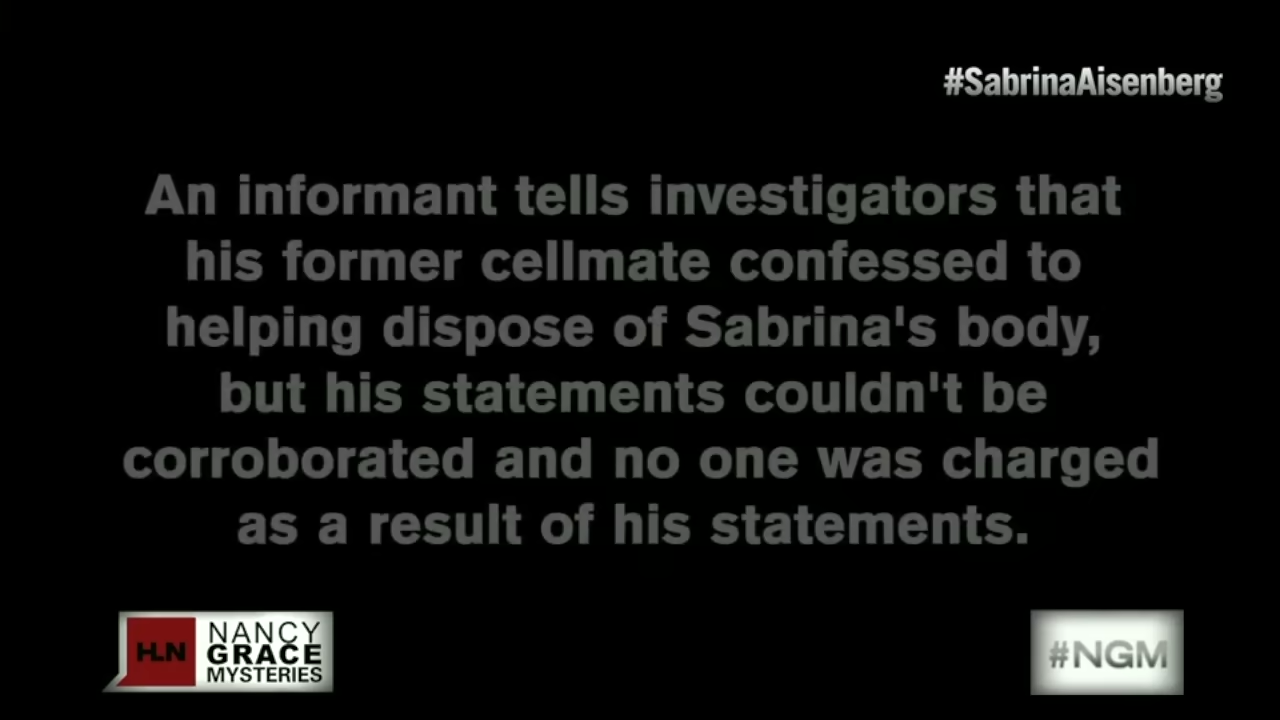 #SabrinaAisenberg
An informant tells investigators that
his former cellmate confessed to
helping dispose of Sabrina's body,
but his statements couldn't be
corroborated and no one was charged
as a result of his statements.
HLN
NANCY
GRACE
MYSTERIES
#NGM